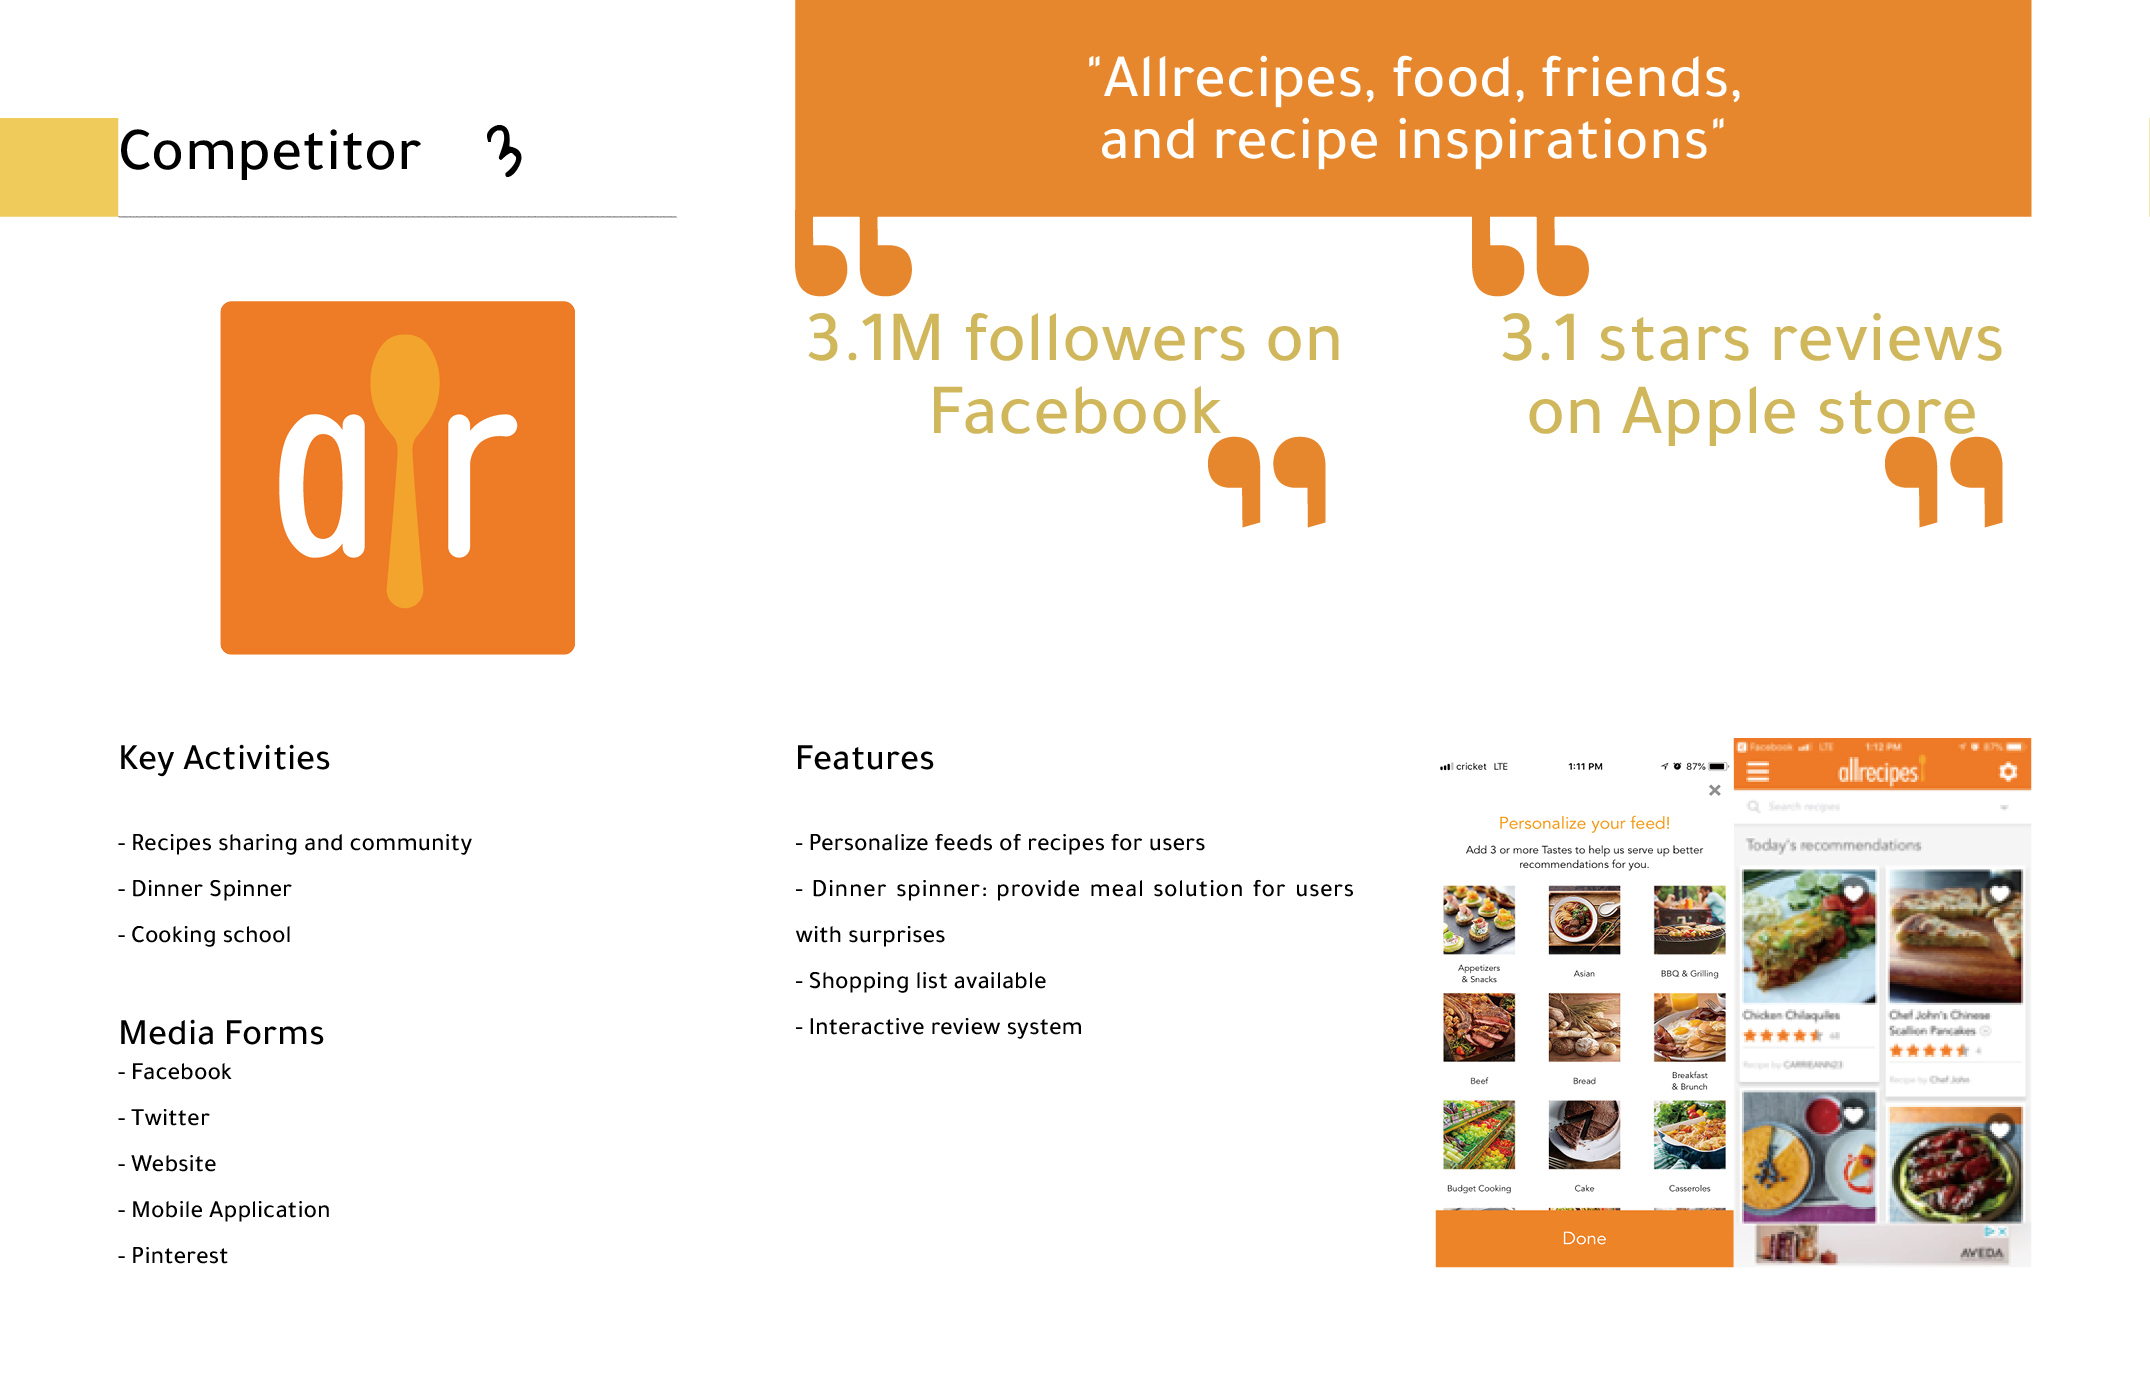 Competitor 3
"Allrecipes, food, friends,
and recipe inspirations"
3.1M followers on
Facebook
3.1 stars reviews
on Apple store
a r
Key Activities
- Recipes sharing and community
- Dinner Spinner
- Cooking school
Media Forms
- Facebook
- Twitter
- Website
- Mobile Application
- Pinterest
Features
- Personalize feeds of recipes for users
- Dinner spinner: provide meal solution for users
with surprises
- Shopping list available
- Interactive review system
cricket LTE 1:11 PM 87%
Personalize your feed!
Add 3 or more Tastes to help us serve up better
recommendations for you.
Appetizers
& Snacks
Asian
BBQ & Grilling
Beef
Bread
Breakfast
& Brunch
Budget Cooking
Cake
Casseroles
Done
Facebook LTE 1:12 PM 87%
allrecipes
Search recipes
Today's recommendations
Chicken Chilaquiles
48
Recipe by CARRIEANN23
Chef John's Chinese
Scallion Pancakes
4
Recipe by Chef John
AVEDA